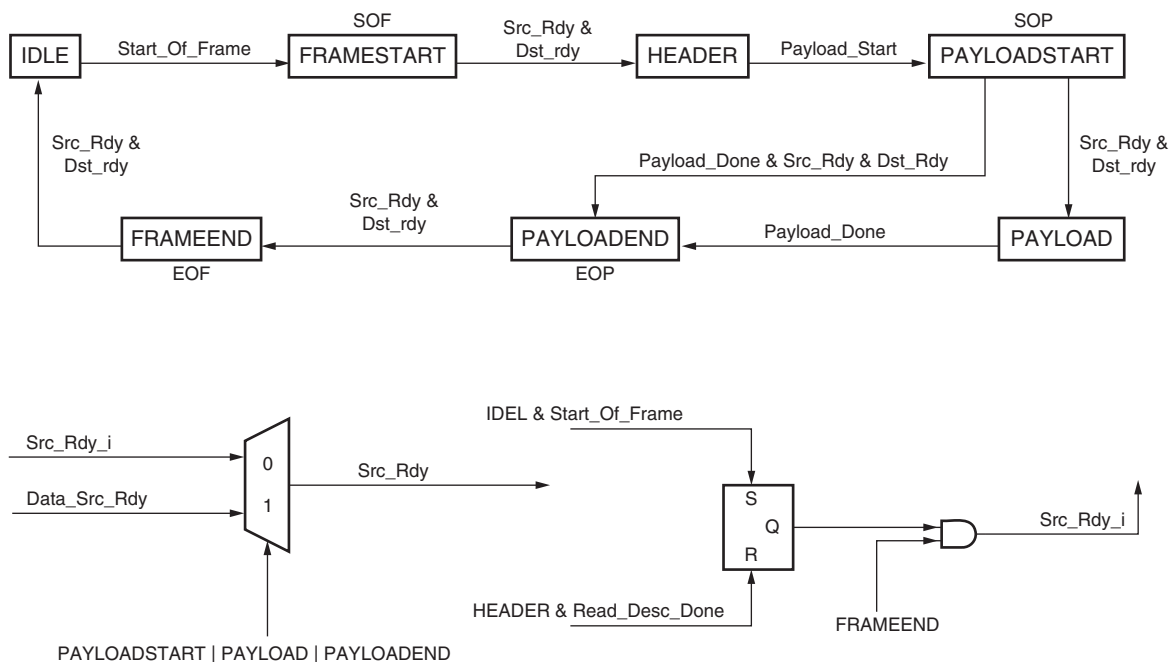 SOF
SOP
IDLE
Start_Of_Frame
FRAMESTART
Src_Rdy &
Dst_rdy
HEADER
Payload_Start
PAYLOADSTART
Src_Rdy &
Dst_rdy
Payload_Done & Src_Rdy & Dst_Rdy
Src_Rdy &
Dst_rdy
FRAMEEND
EOF
Src_Rdy &
Dst_rdy
PAYLOADEND
EOP
Payload_Done
PAYLOAD
Src_Rdy_i
Data_Src_Rdy
0
1
Src_Rdy
PAYLOADSTART | PAYLOAD | PAYLOADEND
IDEL & Start_Of_Frame
S
Q
R
HEADER & Read_Desc_Done
FRAMEEND
Src_Rdy_i